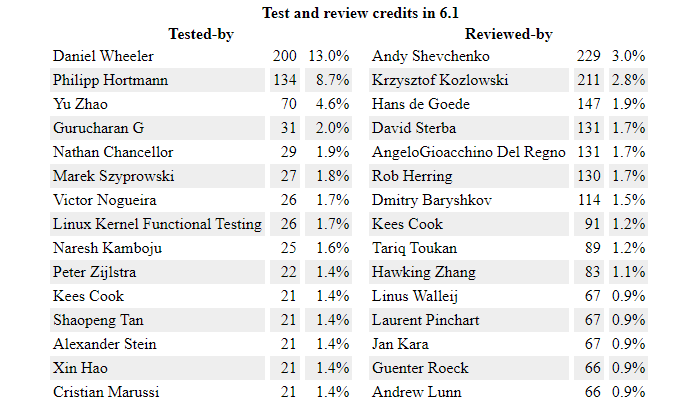 Test and review credits in 6.1
Tested-by Reviewed-by
Daniel Wheeler 200 13.0% Andy Shevchenko 229 3.0%
Philipp Hortmann 134 8.7% Krzysztof Kozlowski 211 2.8%
Yu Zhao 70 4.6% Hans de Goede 147 1.9%
Gurucharan G 31 2.0% David Sterba 131 1.7%
Nathan Chancellor 29 1.9% AngeloGioacchino Del Regno 131 1.7%
Marek Szyprowski 27 1.8% Rob Herring 130 1.7%
Victor Nogueira 26 1.7% Dmitry Baryshkov 114 1.5%
Linux Kernel Functional Testing 26 1.7% Kees Cook 91 1.2%
Naresh Kamboju 25 1.6% Tariq Toukan 89 1.2%
Peter Zijlstra 22 1.4% Hawking Zhang 83 1.1%
Kees Cook 21 1.4% Linus Walleij 67 0.9%
Shaopeng Tan 21 1.4% Laurent Pinchart 67 0.9%
Alexander Stein 21 1.4% Jan Kara 67 0.9%
Xin Hao 21 1.4% Guenter Roeck 66 0.9%
Cristian Marussi 21 1.4% Andrew Lunn 66 0.9%